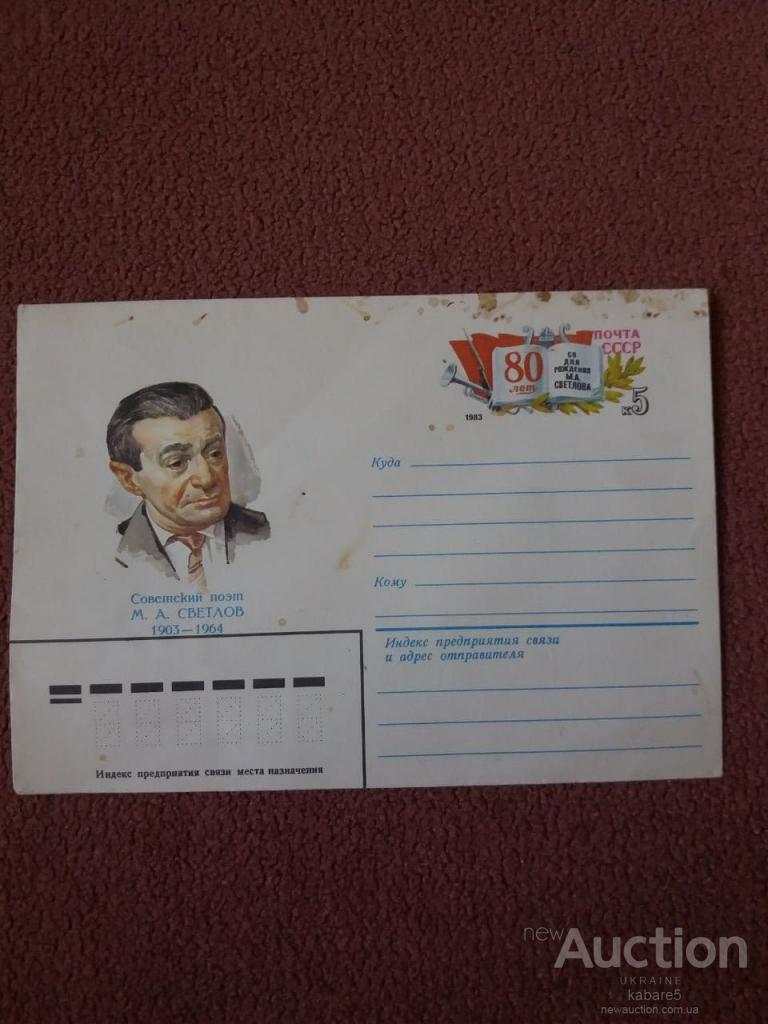 ПОЧТА
СССР
80
лет
СО
ДНЯ
РОЖДЕНИЯ
М.А.
СВЕТЛОВА
1983
к5
Куда
Кому
Советский поэт
М. А. СВЕТЛОВ
1903—1964
Индекс предприятия связи
и адрес отправителя
Индекс предприятия связи места назначения
new Auction
UKRAINE
kabare5
newauction.com.ua